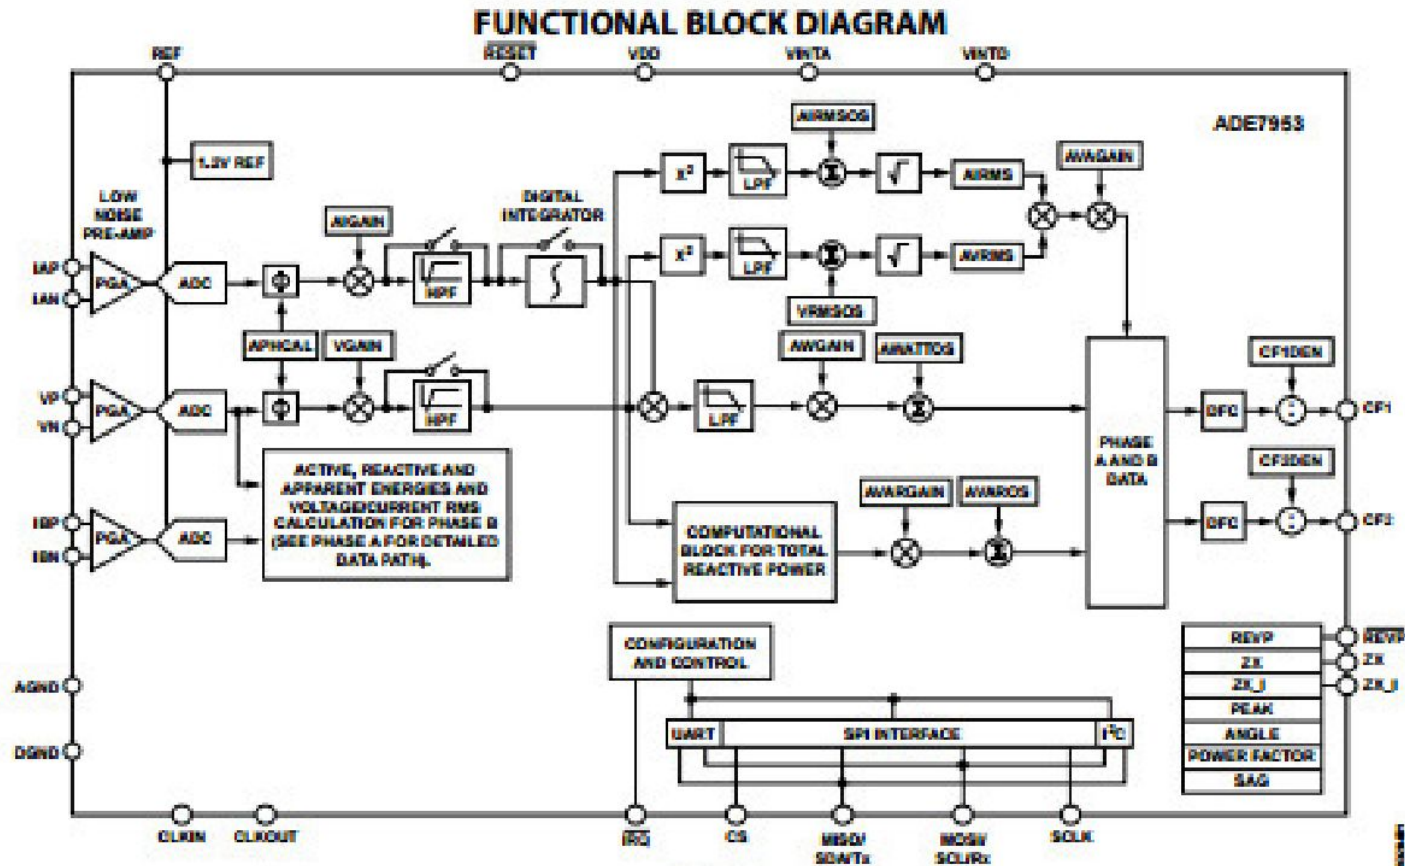 FUNCTIONAL BLOCK DIAGRAM
REF
RESET
VDD
VINTA
VINTD
ADE7953
1.2V REF
LOW
NOISE
PRE-AMP
AIGAIN
DIGITAL
INTEGRATOR
AIRMSOS
AVAGAIN
X²
LPF
Σ
√
AIRMS
IAP
IAN
PGA
ADC
Φ
HPF
∫
X²
LPF
Σ
√
AVRMS
VRMSOS
APHCAL
VGAIN
AWGAIN
AWATTOS
CF1DEN
VP
VN
PGA
ADC
Φ
HPF
LPF
Σ
PHASE
A AND B
DATA
DFC
:
CF1
ACTIVE, REACTIVE AND
APPARENT ENERGIES AND
VOLTAGE/CURRENT RMS
CALCULATION FOR PHASE B
(SEE PHASE A FOR DETAILED
DATA PATH).
IBP
IBN
PGA
ADC
COMPUTATIONAL
BLOCK FOR TOTAL
REACTIVE POWER
AVARGAIN
AVAROS
Σ
CF2DEN
DFC
:
CF2
CONFIGURATION
AND CONTROL
REVP
REVP
ZX
ZX
ZX_I
ZX_I
PEAK
ANGLE
POWER FACTOR
SAG
AGND
DGND
UART
SPI INTERFACE
I²C
CLKIN
CLKOUT
IRQ
CS
MISO/
SDA/Tx
MOSI/
SCL/Rx
SCLK